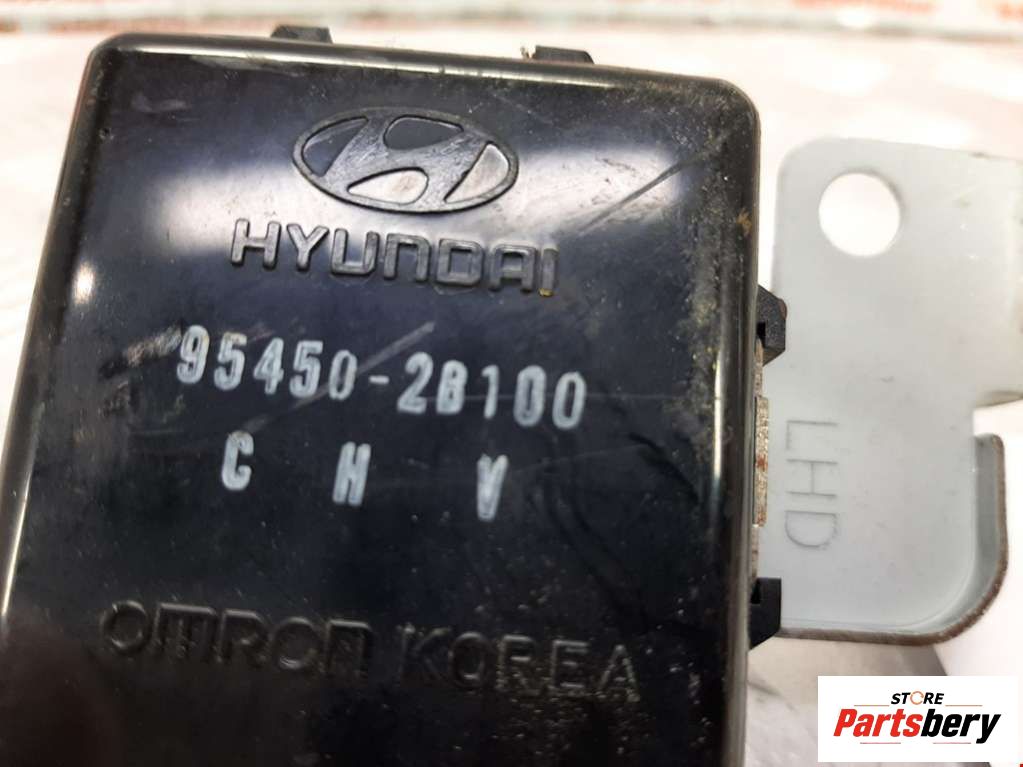 HYUNDAI
95450-2B100
C H V
OMRON KOREA
LHD
STORE
Partsbery